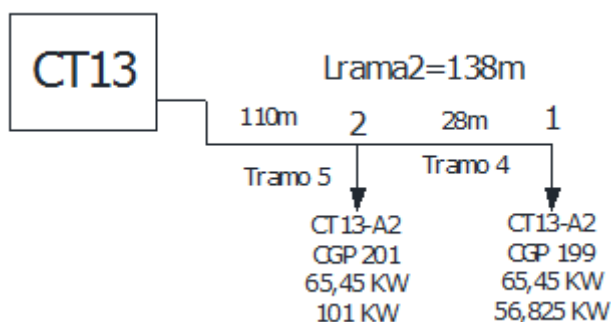 CT13
Lrama2=138m
110m
2
28m
1
Tramo 5
Tramo 4
CT13-A2
CGP 201
65,45 KW
101 KW
CT13-A2
CGP 199
65,45 KW
56,825 KW